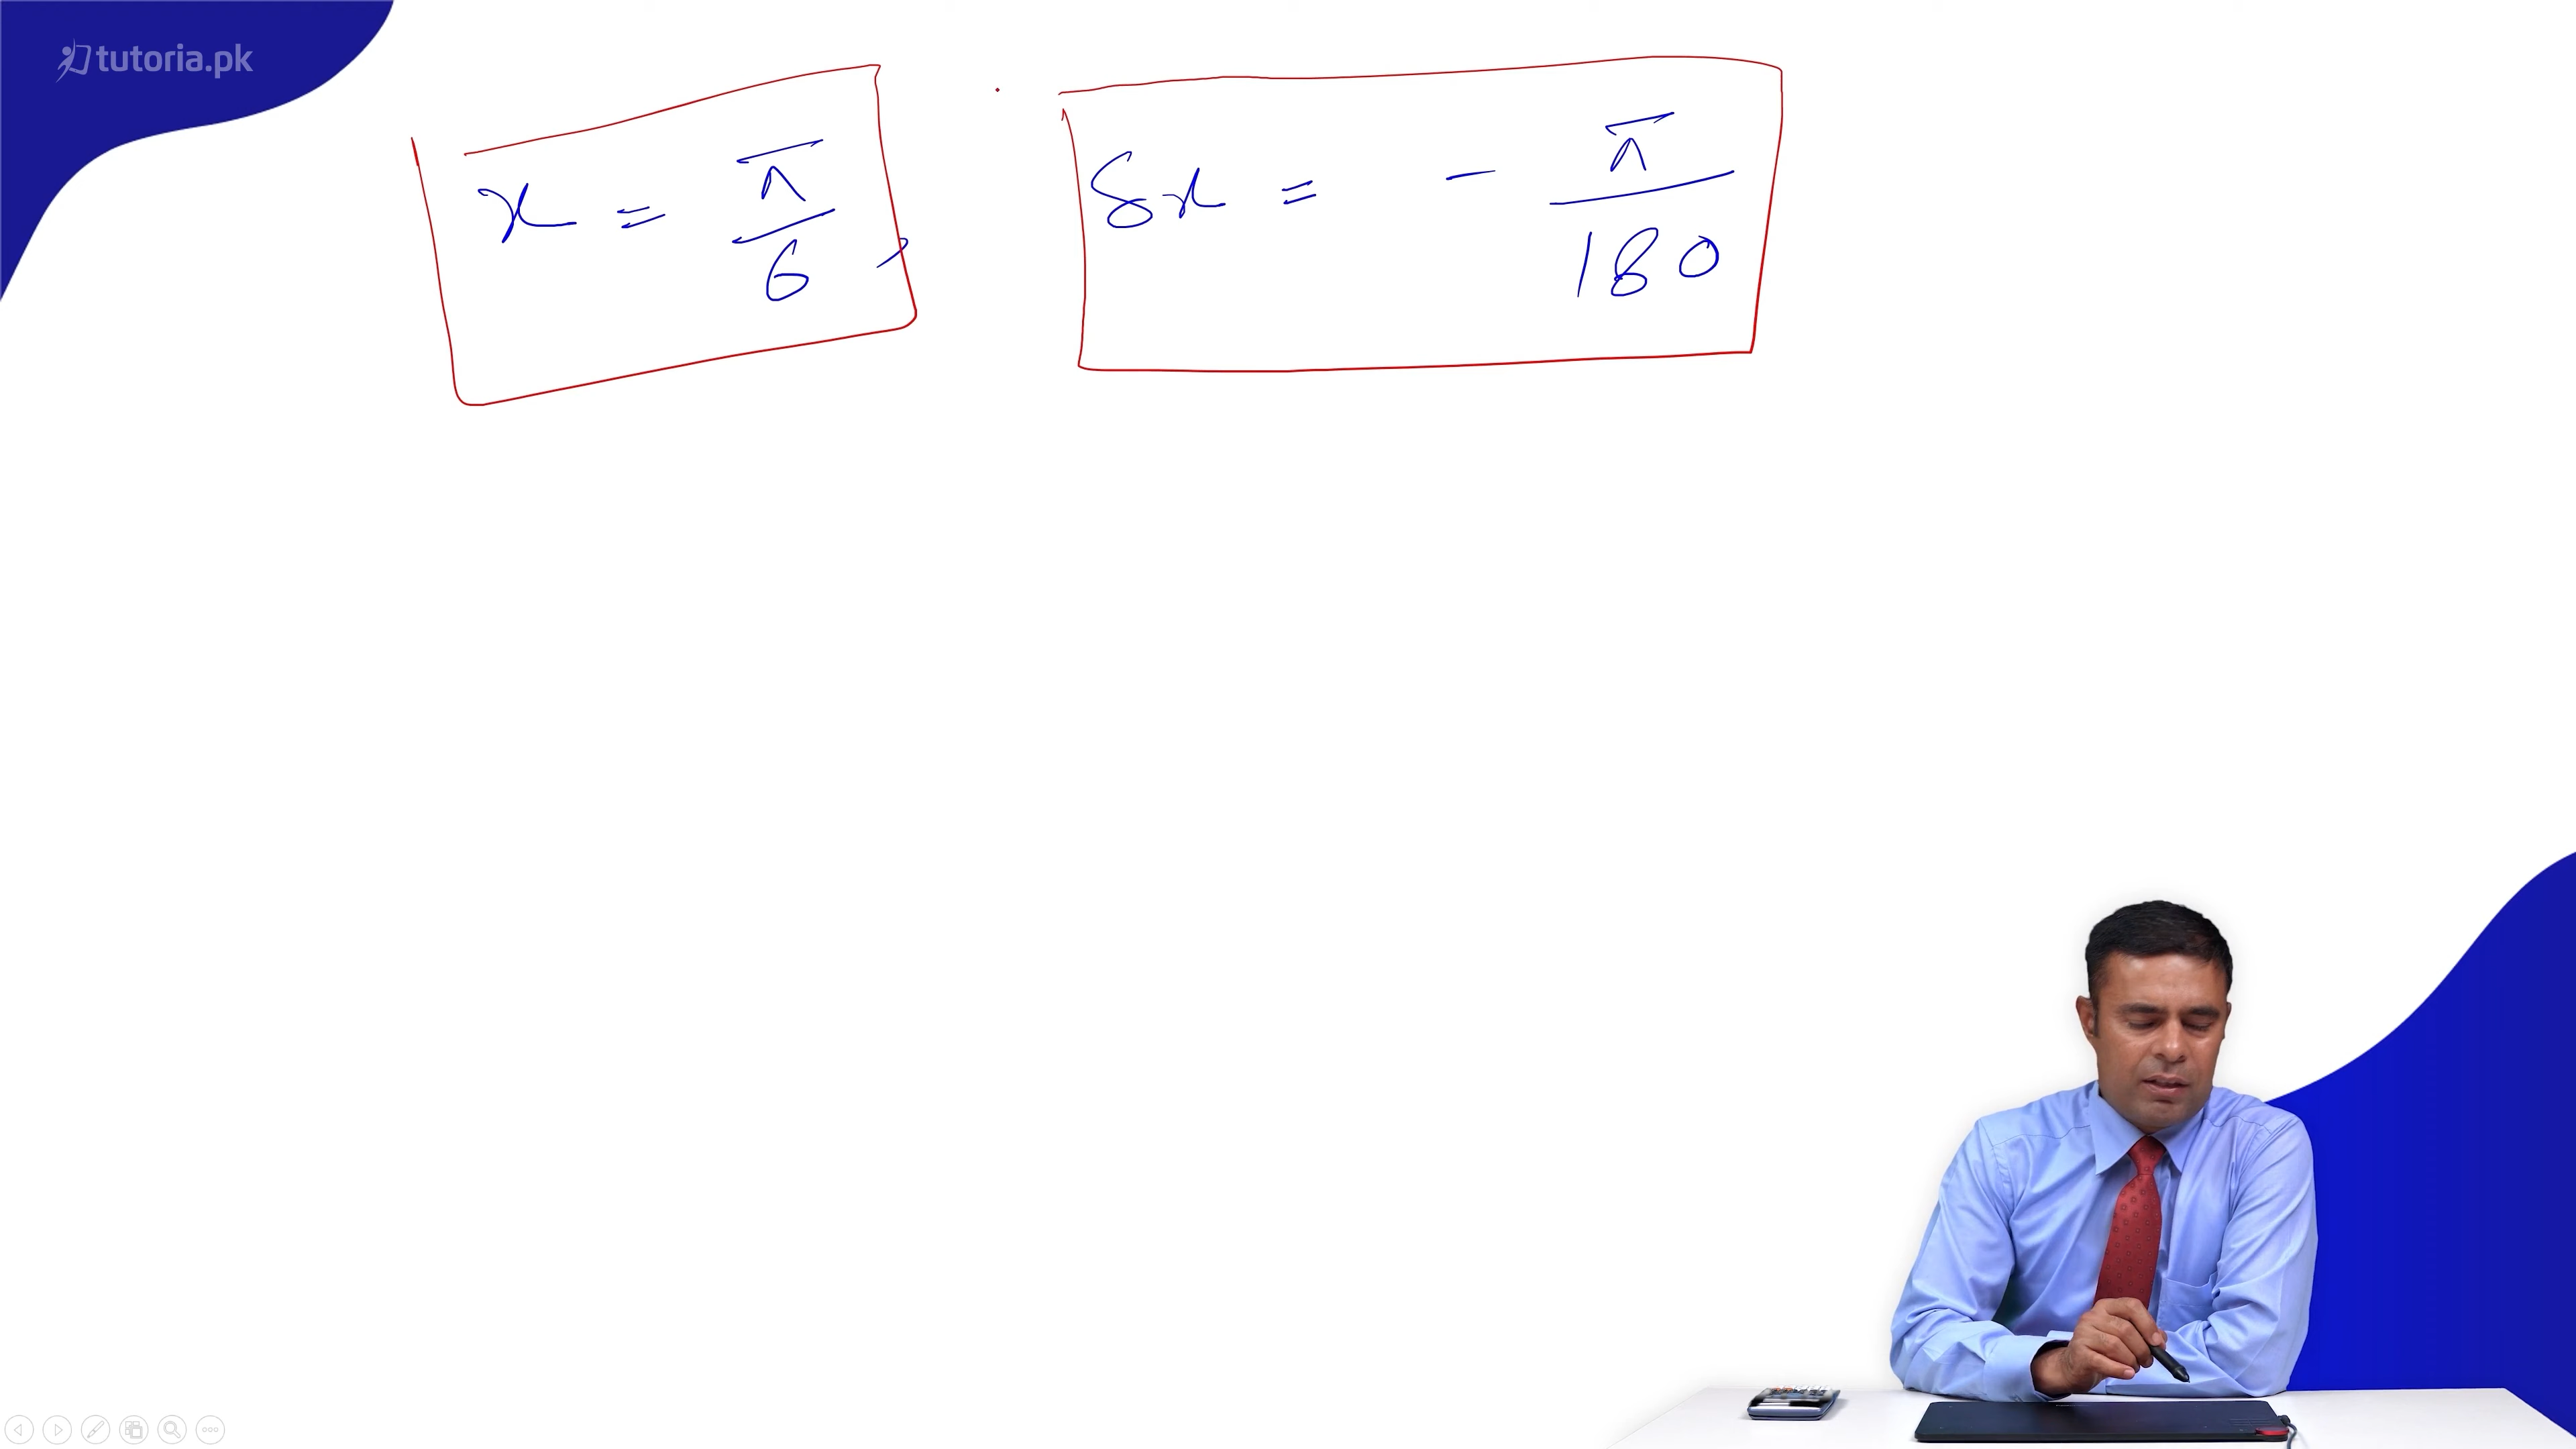 tutoria.pk
x = π/6 , δx = - π/180